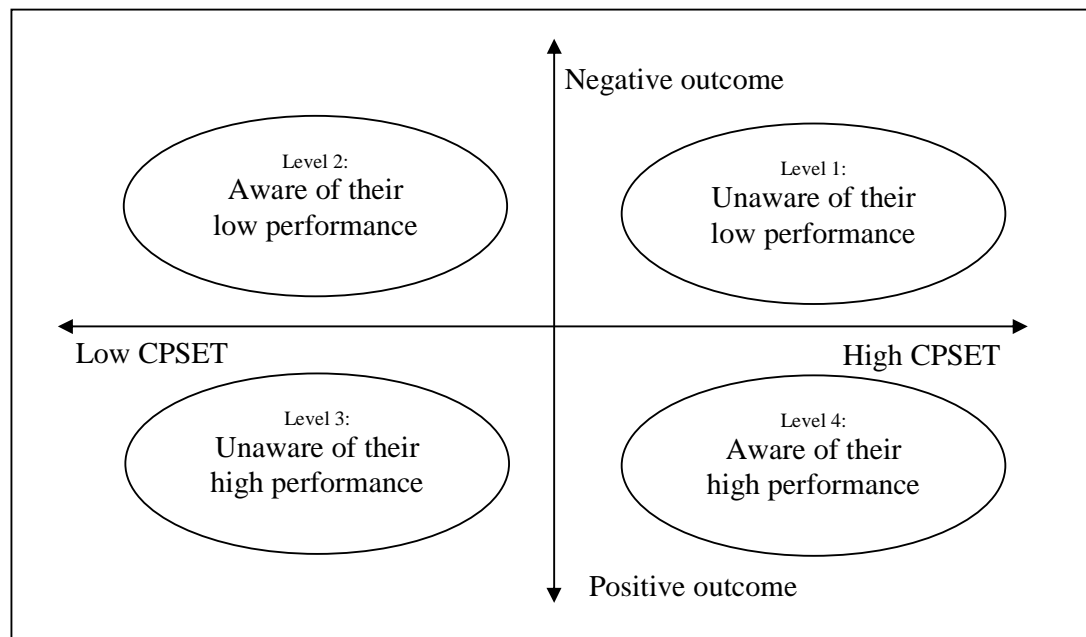 Negative outcome
Level 2:
Aware of their
low performance
Level 1:
Unaware of their
low performance
Low CPSET
High CPSET
Level 3:
Unaware of their
high performance
Level 4:
Aware of their
high performance
Positive outcome